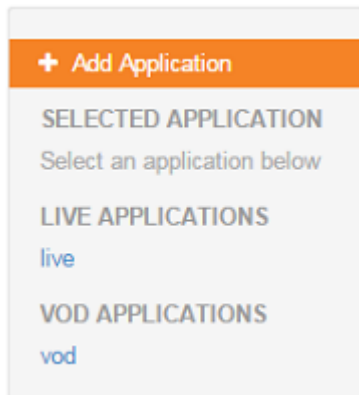 + Add Application
SELECTED APPLICATION
Select an application below
LIVE APPLICATIONS
live
VOD APPLICATIONS
vod